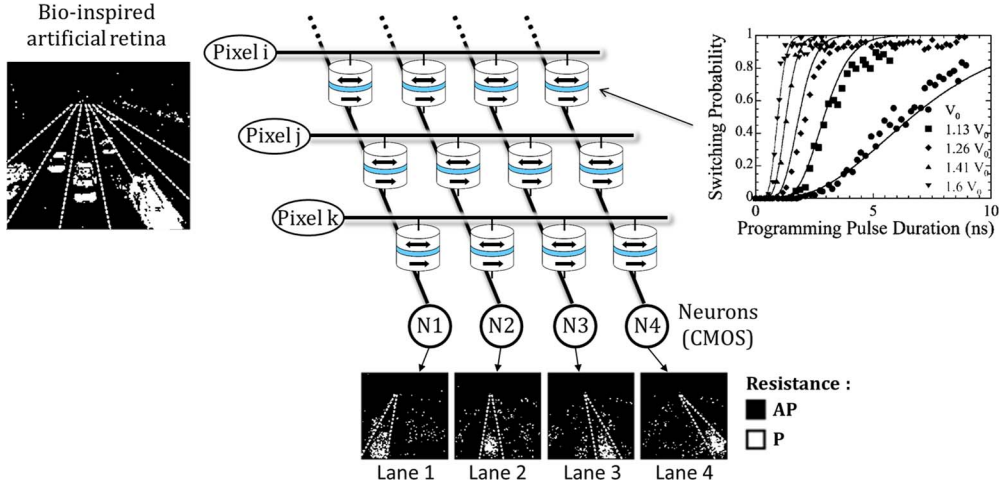 Bio-inspired
artificial retina
Pixel i
Pixel j
Pixel k
N1 N2 N3 N4
Neurons
(CMOS)
Lane 1 Lane 2 Lane 3 Lane 4
Resistance :
AP
P
Switching Probability
1
0.8
0.6
0.4
0.2
0
0 5 10
Programming Pulse Duration (ns)
V₀
1.13 V₀
1.26 V₀
1.41 V₀
1.6 V₀